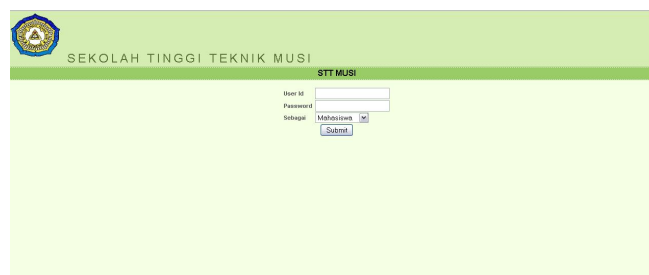 SEKOLAH TINGGI TEKNIK MUSI
STT MUSI
User Id
Password
Sebagai Mahasiswa
Submit